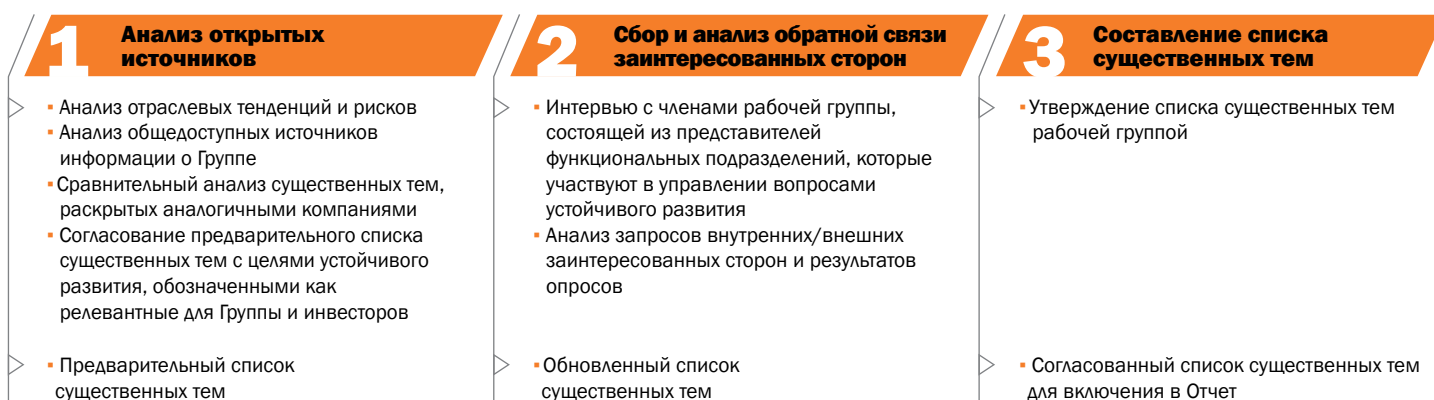 1
Анализ открытых
источников
▪ Анализ отраслевых тенденций и рисков
▪ Анализ общедоступных источников
информации о Группе
▪ Сравнительный анализ существенных тем,
раскрытых аналогичными компаниями
▪ Согласование предварительного списка
существенных тем с целями устойчивого
развития, обозначенными как
релевантные для Группы и инвесторов
▪ Предварительный список
существенных тем
2
Сбор и анализ обратной связи
заинтересованных сторон
▪ Интервью с членами рабочей группы,
состоящей из представителей
функциональных подразделений, которые
участвуют в управлении вопросами
устойчивого развития
▪ Анализ запросов внутренних/внешних
заинтересованных сторон и результатов
опросов
▪ Обновленный список
существенных тем
3
Составление списка
существенных тем
▪ Утверждение списка существенных тем
рабочей группой
▪ Согласованный список существенных тем
для включения в Отчет